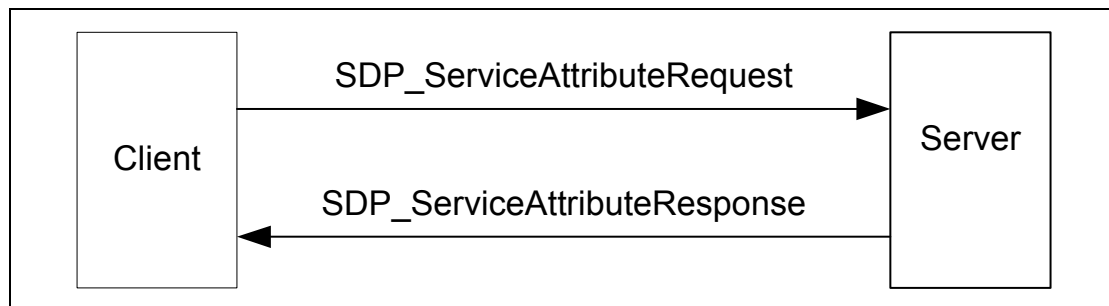 SDP_ServiceAttributeRequest
Client
Server
SDP_ServiceAttributeResponse